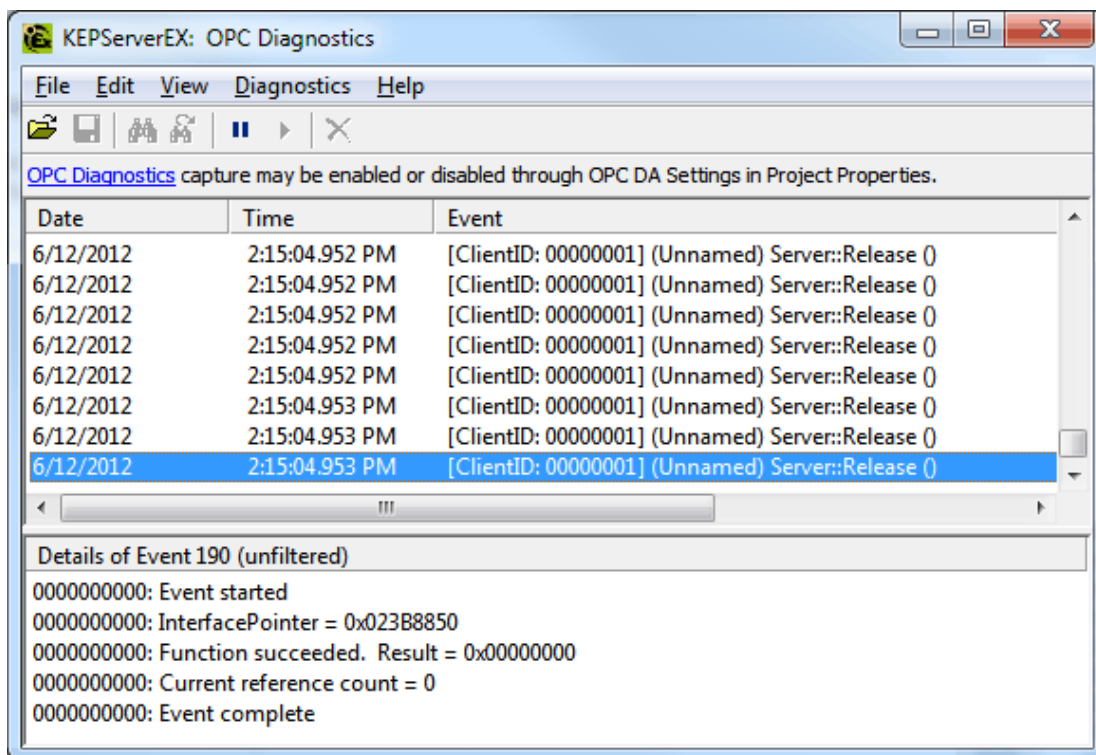 KEPServerEX: OPC Diagnostics
File Edit View Diagnostics Help
OPC Diagnostics capture may be enabled or disabled through OPC DA Settings in Project Properties.
Date Time Event
6/12/2012 2:15:04.952 PM [ClientID: 00000001] (Unnamed) Server::Release ()
6/12/2012 2:15:04.952 PM [ClientID: 00000001] (Unnamed) Server::Release ()
6/12/2012 2:15:04.952 PM [ClientID: 00000001] (Unnamed) Server::Release ()
6/12/2012 2:15:04.952 PM [ClientID: 00000001] (Unnamed) Server::Release ()
6/12/2012 2:15:04.952 PM [ClientID: 00000001] (Unnamed) Server::Release ()
6/12/2012 2:15:04.953 PM [ClientID: 00000001] (Unnamed) Server::Release ()
6/12/2012 2:15:04.953 PM [ClientID: 00000001] (Unnamed) Server::Release ()
6/12/2012 2:15:04.953 PM [ClientID: 00000001] (Unnamed) Server::Release ()
Details of Event 190 (unfiltered)
0000000000: Event started
0000000000: InterfacePointer = 0x023B8850
0000000000: Function succeeded.  Result = 0x00000000
0000000000: Current reference count = 0
0000000000: Event complete